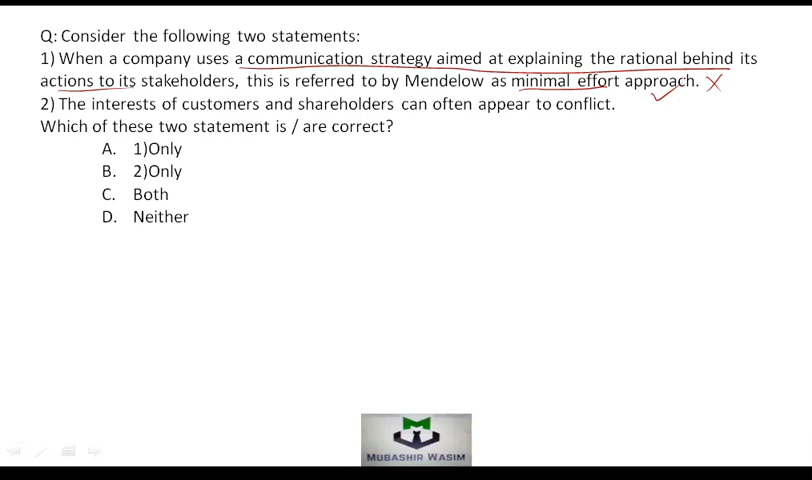 Q: Consider the following two statements:
1) When a company uses a communication strategy aimed at explaining the rational behind its
actions to its stakeholders, this is referred to by Mendelow as minimal effort approach.
2) The interests of customers and shareholders can often appear to conflict.
Which of these two statement is / are correct?
A. 1)Only
B. 2)Only
C. Both
D. Neither
MUBASHIR WASIM